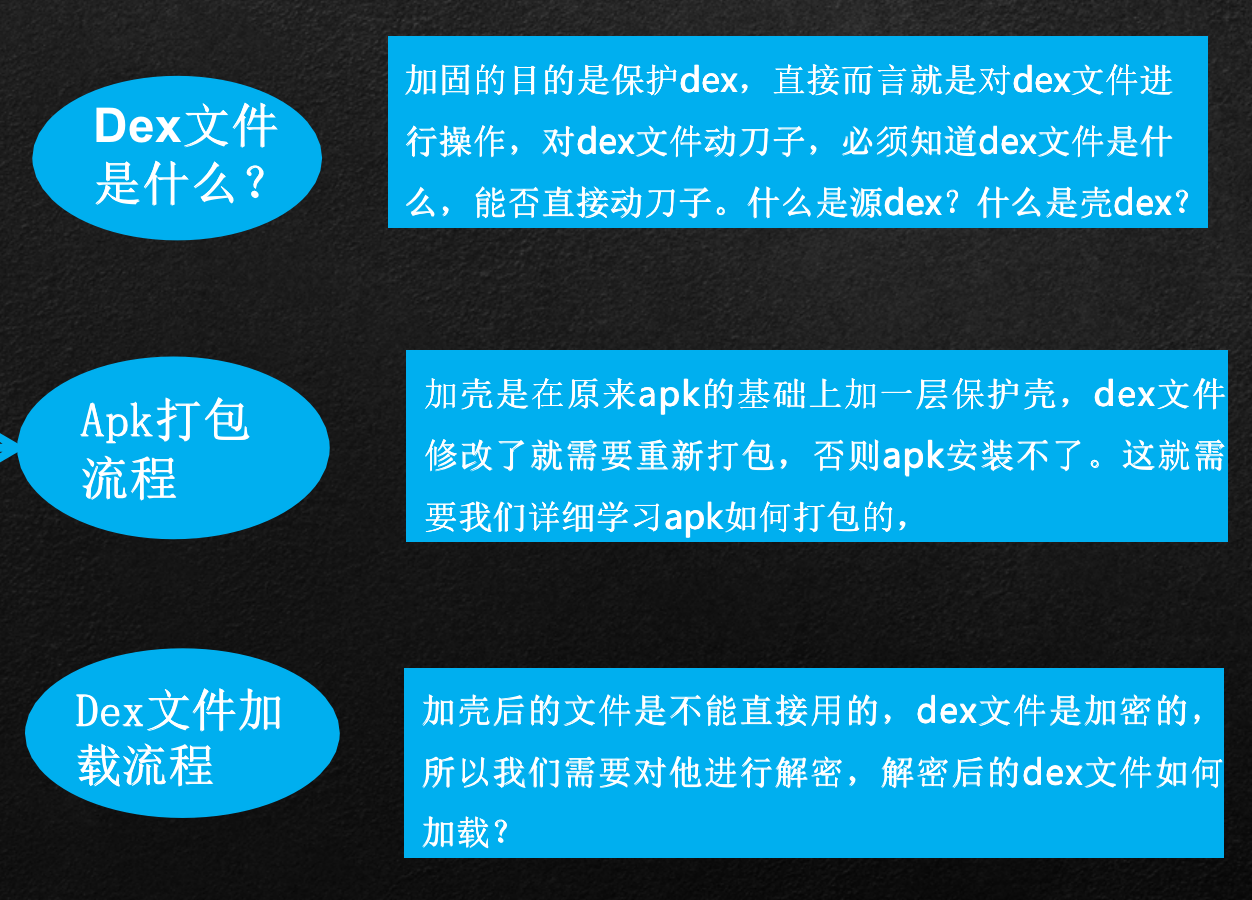 Dex文件
是什么？
加固的目的是保护dex，直接而言就是对dex文件进
行操作，对dex文件动刀子，必须知道dex文件是什
么，能否直接动刀子。什么是源dex？什么是壳dex？
Apk打包
流程
加壳是在原来apk的基础上加一层保护壳，dex文件
修改了就需要重新打包，否则apk安装不了。这就需
要我们详细学习apk如何打包的，
Dex文件加
载流程
加壳后的文件是不能直接用的，dex文件是加密的，
所以我们需要对他进行解密，解密后的dex文件如何
加载？